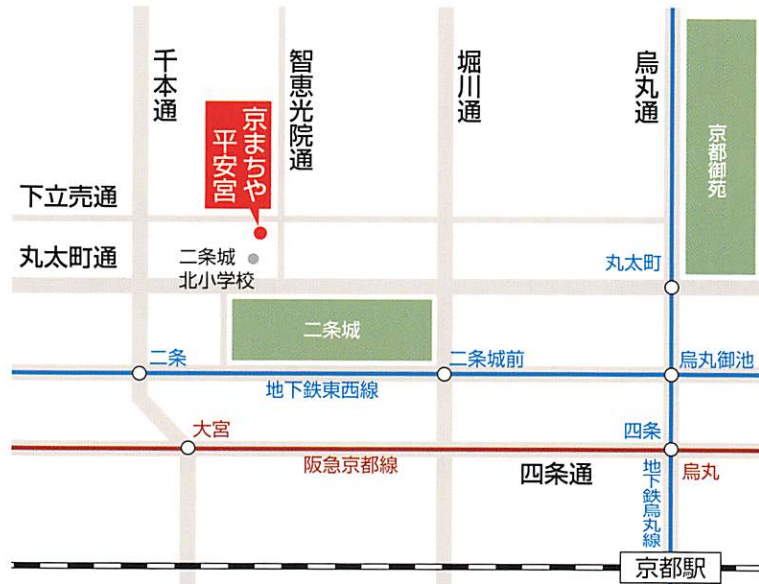 千本通
智恵光院通
堀川通
烏丸通
京まちや
平安宮
京都御苑
下立売通
丸太町通
二条城
北小学校
丸太町
二条城
二条
二条城前
烏丸御池
地下鉄東西線
大宮
四条
阪急京都線
四条通
地下鉄烏丸線
烏丸
京都駅